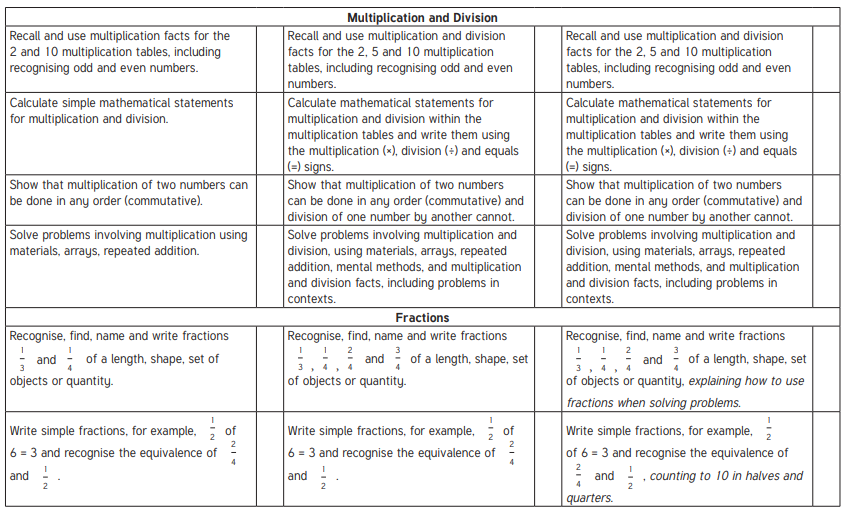 Multiplication and Division
Recall and use multiplication facts for the
2 and 10 multiplication tables, including
recognising odd and even numbers.
Recall and use multiplication and division
facts for the 2, 5 and 10 multiplication
tables, including recognising odd and even
numbers.
Recall and use multiplication and division
facts for the 2, 5 and 10 multiplication
tables, including recognising odd and even
numbers.
Calculate simple mathematical statements
for multiplication and division.
Calculate mathematical statements for
multiplication and division within the
multiplication tables and write them using
the multiplication (×), division (÷) and equals
(=) signs.
Calculate mathematical statements for
multiplication and division within the
multiplication tables and write them using
the multiplication (×), division (÷) and equals
(=) signs.
Show that multiplication of two numbers can
be done in any order (commutative).
Show that multiplication of two numbers
can be done in any order (commutative) and
division of one number by another cannot.
Show that multiplication of two numbers
can be done in any order (commutative) and
division of one number by another cannot.
Solve problems involving multiplication using
materials, arrays, repeated addition.
Solve problems involving multiplication and
division, using materials, arrays, repeated
addition, mental methods, and multiplication
and division facts, including problems in
contexts.
Solve problems involving multiplication and
division, using materials, arrays, repeated
addition, mental methods, and multiplication
and division facts, including problems in
contexts.
Fractions
Recognise, find, name and write fractions
1/3 and 1/4 of a length, shape, set of
objects or quantity.
Recognise, find, name and write fractions
1/3 , 1/4 , 2/4 and 3/4 of a length, shape, set
of objects or quantity.
Recognise, find, name and write fractions
1/3 , 1/4 , 2/4 and 3/4 of a length, shape, set
of objects or quantity, explaining how to use
fractions when solving problems.
Write simple fractions, for example, 1/2 of
6 = 3 and recognise the equivalence of 2/4
and 1/2 .
Write simple fractions, for example, 1/2 of
6 = 3 and recognise the equivalence of 2/4
and 1/2 .
Write simple fractions, for example, 1/2
of 6 = 3 and recognise the equivalence of
2/4 and 1/2 , counting to 10 in halves and
quarters.